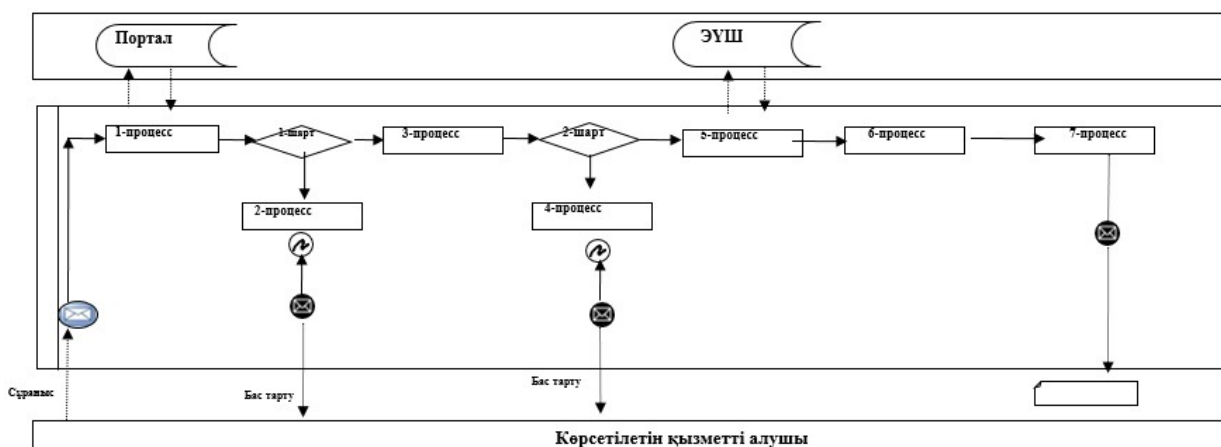 Портал
ЭҮШ
1-процесс
1-шарт
3-процесс
2-шарт
5-процесс
6-процесс
7-процесс
2-процесс
4-процесс
Сұраныс
Бас тарту
Бас тарту
Көрсетілетін қызметті алушы